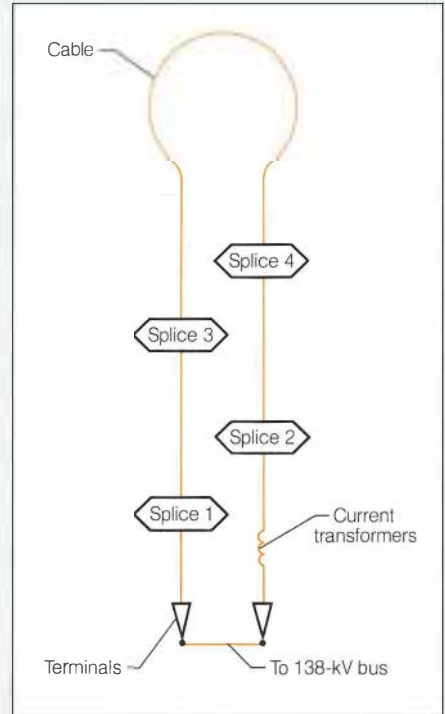 Cable
Splice 4
Splice 3
Splice 2
Splice 1
Current
transformers
Terminals
To 138-kV bus